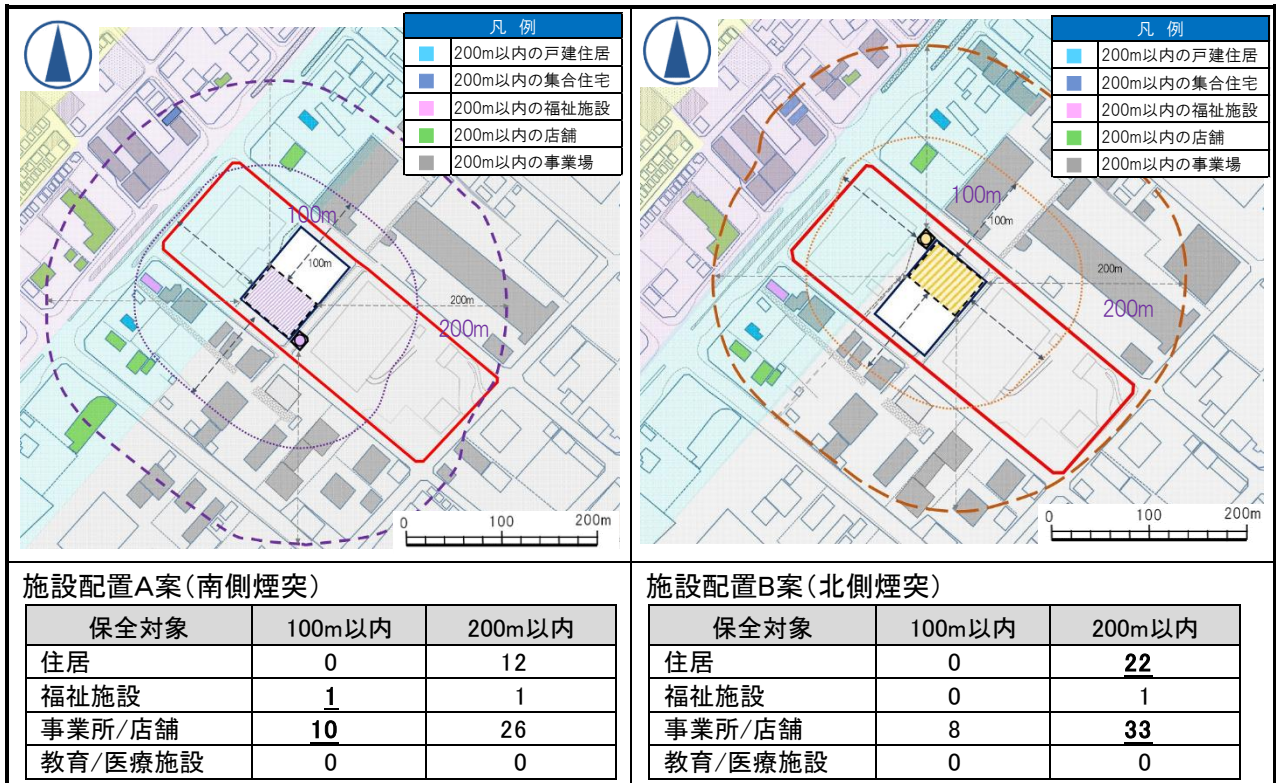 凡 例
200m以内の戸建住居
200m以内の集合住宅
200m以内の福祉施設
200m以内の店舗
200m以内の事業場
100m
100m
200m
200m
0 100 200m
施設配置A案(南側煙突)
保全対象 100m以内 200m以内
住居 0 12
福祉施設 1 1
事業所/店舗 10 26
教育/医療施設 0 0
凡 例
200m以内の戸建住居
200m以内の集合住宅
200m以内の福祉施設
200m以内の店舗
200m以内の事業場
100m
100m
200m
200m
0 100 200m
施設配置B案(北側煙突)
保全対象 100m以内 200m以内
住居 0 22
福祉施設 0 1
事業所/店舗 8 33
教育/医療施設 0 0